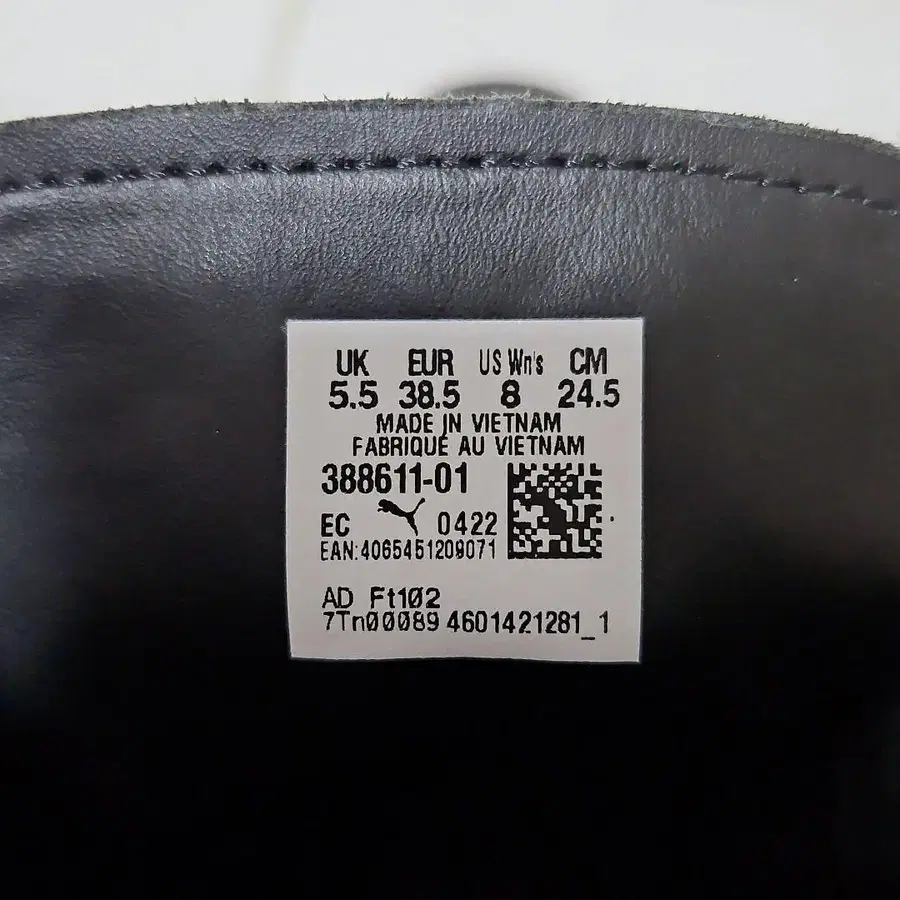 UK EUR US Wn's CM
5.5 38.5 8 24.5
MADE IN VIETNAM
FABRIQUÉ AU VIETNAM
388611-01
EC 0422
EAN:4065451209071
AD Ft102
7Tn00089 4601421281_1